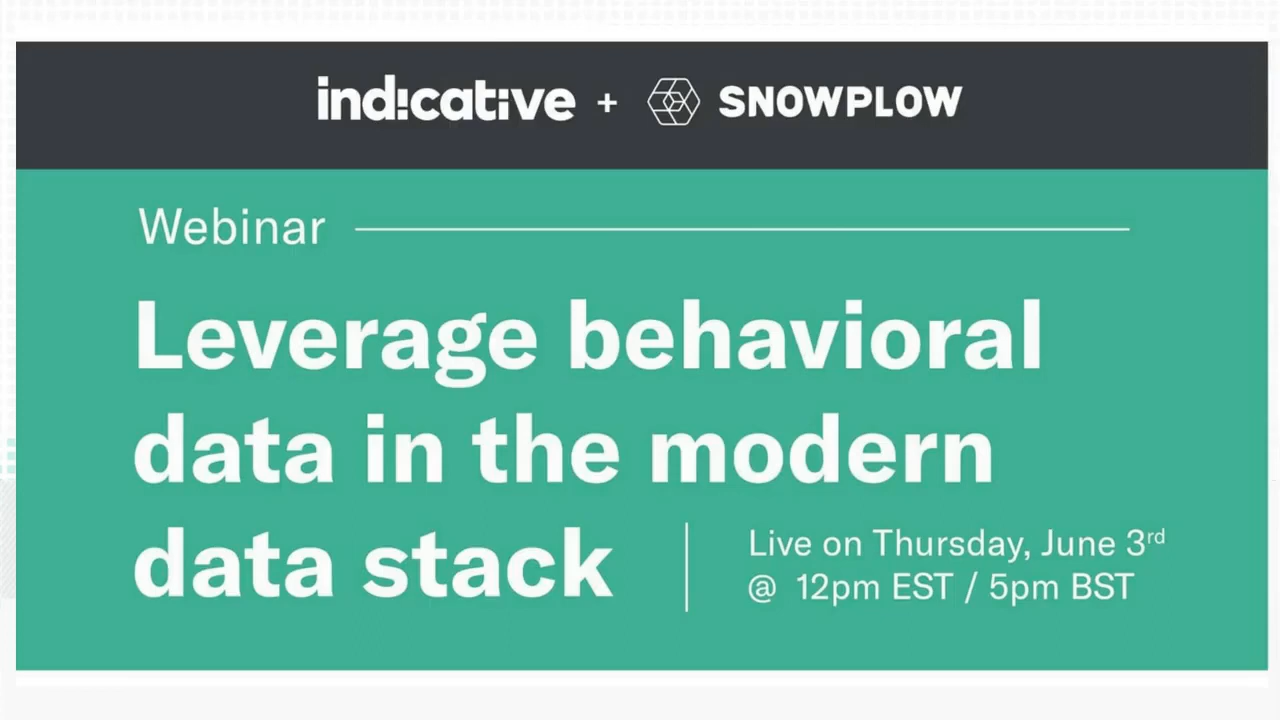 indicative + SNOWPLOW
Webinar
Leverage behavioral
data in the modern
data stack
Live on Thursday, June 3rd
@ 12pm EST / 5pm BST